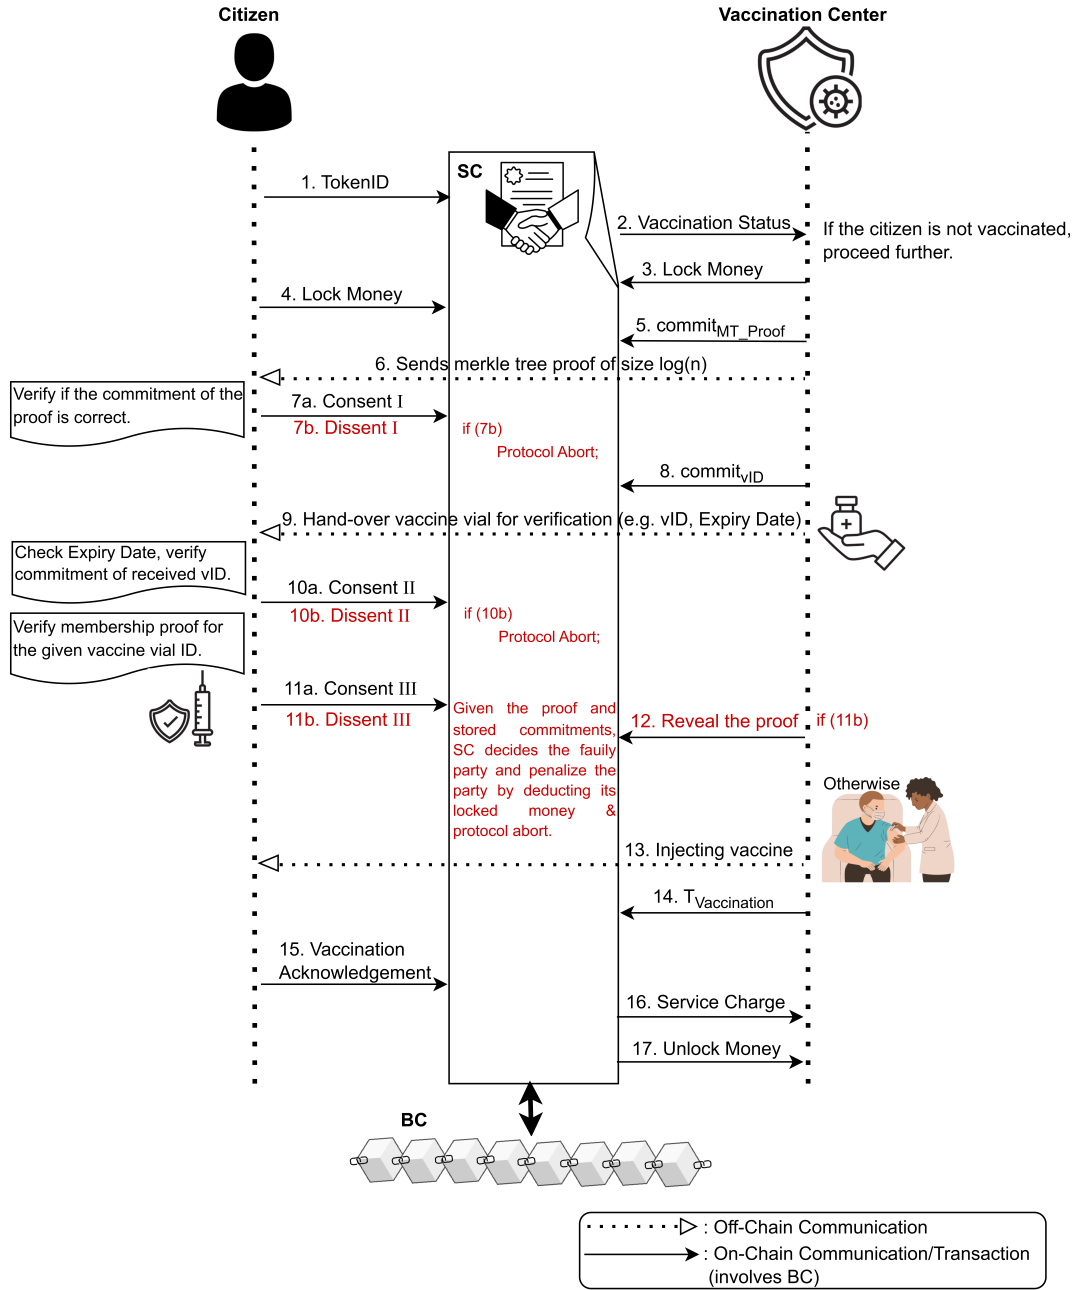 Citizen
Vaccination Center
SC
1. TokenID
2. Vaccination Status
If the citizen is not vaccinated,
proceed further.
3. Lock Money
4. Lock Money
5. commitMT_Proof
6. Sends merkle tree proof of size log(n)
Verify if the commitment of the
proof is correct.
7a. Consent I
7b. Dissent I
if (7b)
Protocol Abort;
8. commitvID
9. Hand-over vaccine vial for verification (e.g. vID, Expiry Date)
Check Expiry Date, verify
commitment of received vID.
10a. Consent II
10b. Dissent II
if (10b)
Protocol Abort;
Verify membership proof for
the given vaccine vial ID.
11a. Consent III
11b. Dissent III
Given the proof and
stored commitments,
SC decides the fauily
party and penalize the
party by deducting its
locked money &
protocol abort.
12. Reveal the proof
if (11b)
Otherwise
13. Injecting vaccine
14. TVaccination
15. Vaccination
Acknowledgement
16. Service Charge
17. Unlock Money
BC
: Off-Chain Communication
: On-Chain Communication/Transaction
(involves BC)